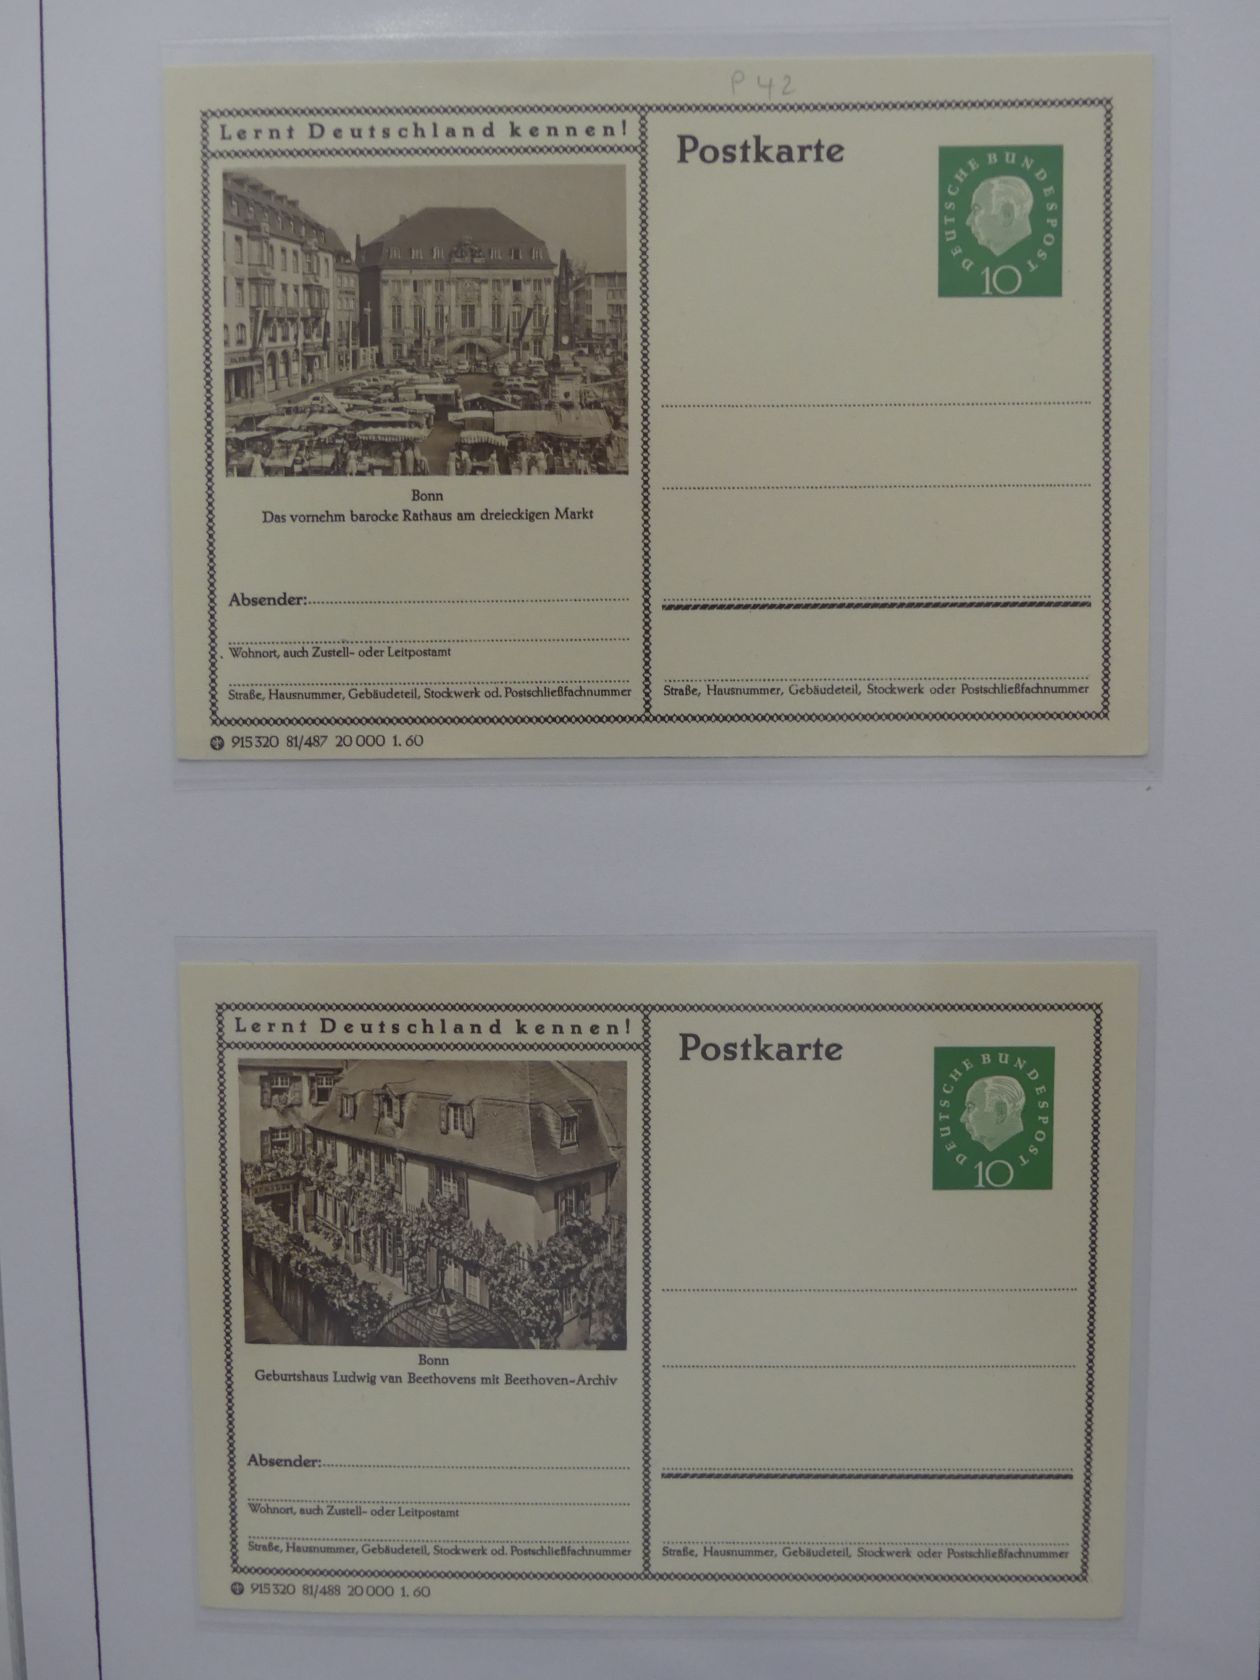 P 42
Lernt Deutschland kennen!
Postkarte
DEUTSCHE BUNDESPOST
10
Bonn
Das vornehm barocke Rathaus am dreieckigen Markt
Absender:
Wohnort, auch Zustell- oder Leitpostamt
Straße, Hausnummer, Gebäudeteil, Stockwerk od. Postschließfachnummer
Straße, Hausnummer, Gebäudeteil, Stockwerk oder Postschließfachnummer
915320 81/487 20 000 1. 60
Lernt Deutschland kennen!
Postkarte
DEUTSCHE BUNDESPOST
10
Bonn
Geburtshaus Ludwig van Beethovens mit Beethoven-Archiv
Absender:
Wohnort, auch Zustell- oder Leitpostamt
Straße, Hausnummer, Gebäudeteil, Stockwerk od. Postschließfachnummer
Straße, Hausnummer, Gebäudeteil, Stockwerk oder Postschließfachnummer
915320 81/488 20 000 1. 60